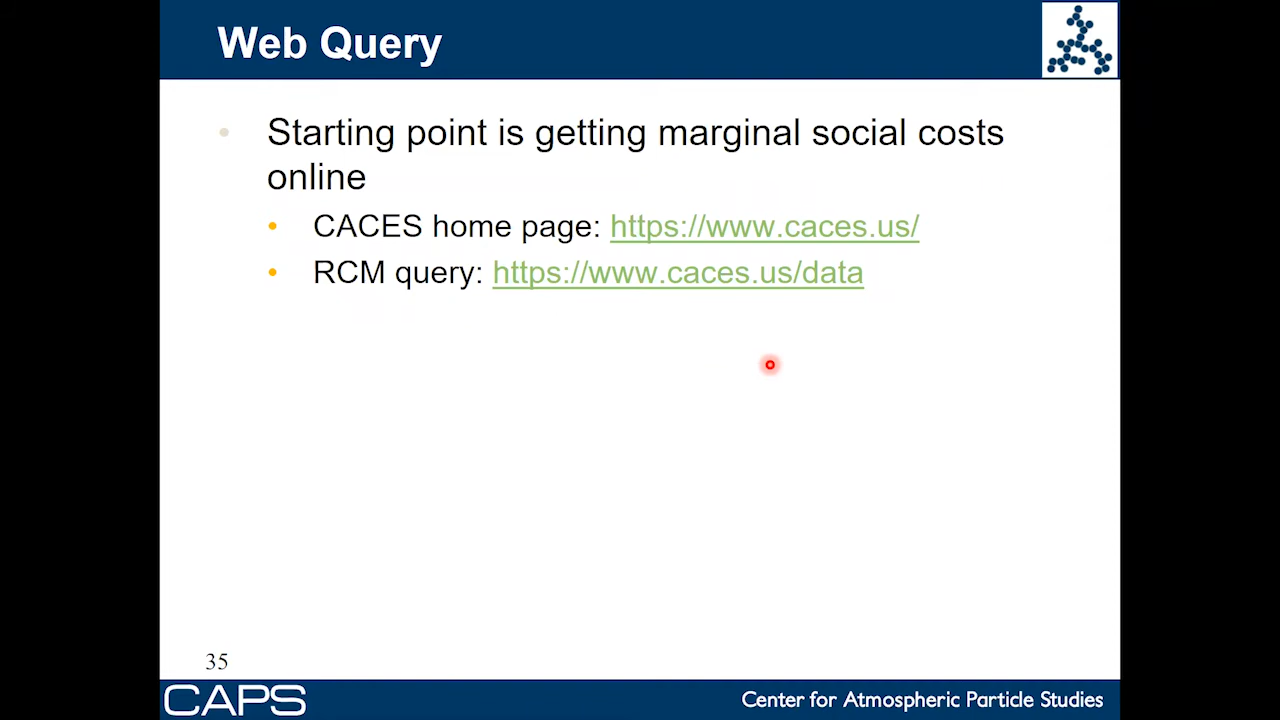 Web Query
• Starting point is getting marginal social costs
online
• CACES home page: https://www.caces.us/
• RCM query: https://www.caces.us/data
35
CAPS
Center for Atmospheric Particle Studies